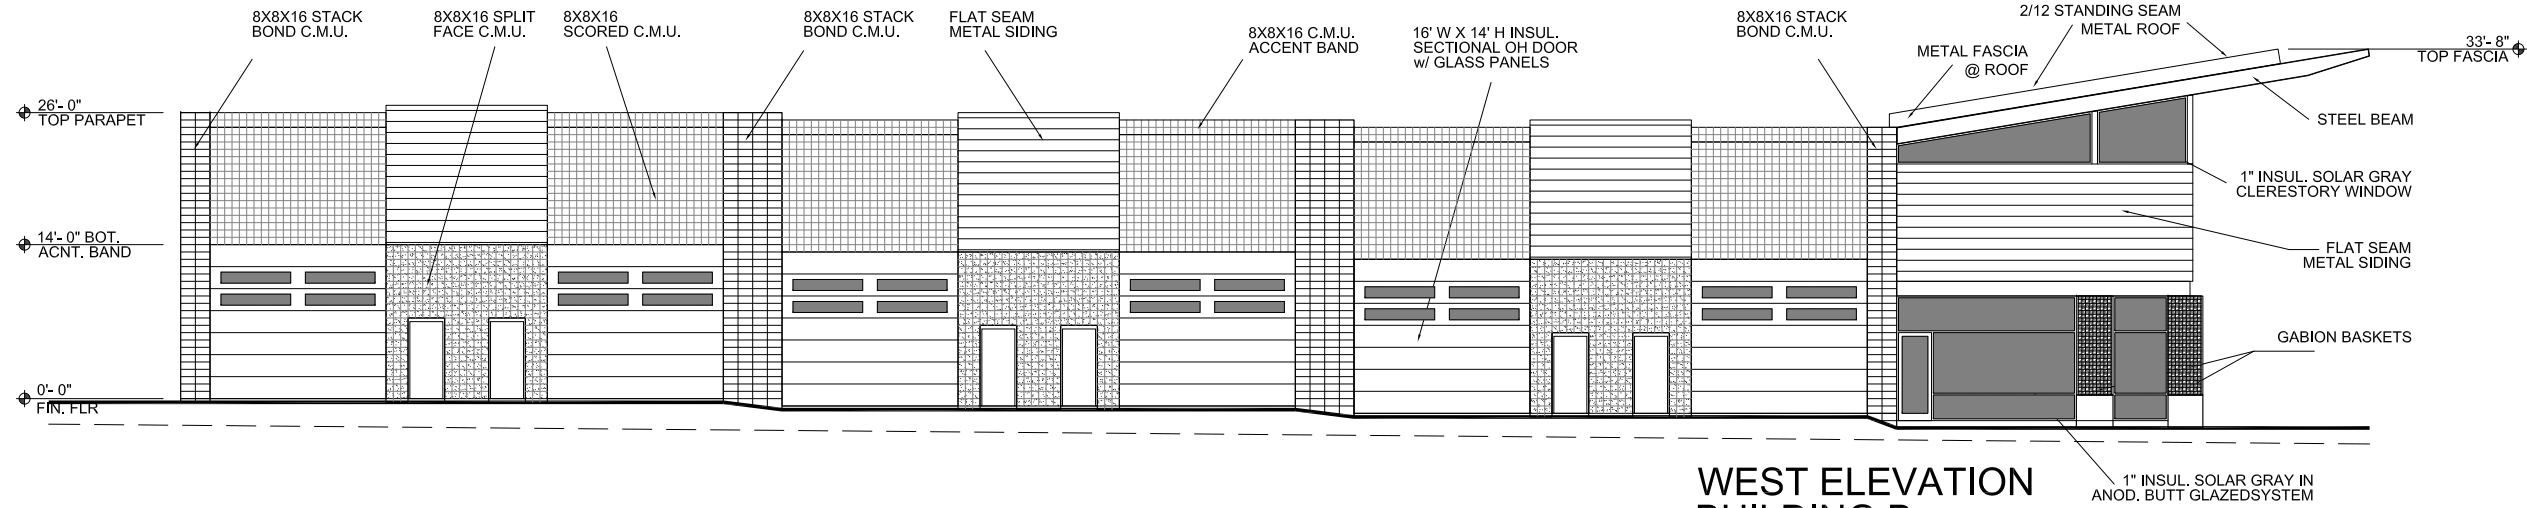 8X8X16 STACK
BOND C.M.U.
8X8X16 SPLIT
FACE C.M.U.
8X8X16
SCORED C.M.U.
8X8X16 STACK
BOND C.M.U.
FLAT SEAM
METAL SIDING
8X8X16 C.M.U.
ACCENT BAND
16' W X 14' H INSUL.
SECTIONAL OH DOOR
w/ GLASS PANELS
8X8X16 STACK
BOND C.M.U.
2/12 STANDING SEAM
METAL ROOF
METAL FASCIA
@ ROOF
33'- 8"
TOP FASCIA
26'- 0"
TOP PARAPET
STEEL BEAM
1" INSUL. SOLAR GRAY
CLERESTORY WINDOW
14'- 0" BOT.
ACNT. BAND
FLAT SEAM
METAL SIDING
GABION BASKETS
0'- 0"
FIN. FLR
1" INSUL. SOLAR GRAY IN
ANOD. BUTT GLAZEDSYSTEM
WEST ELEVATION
BUILDING B